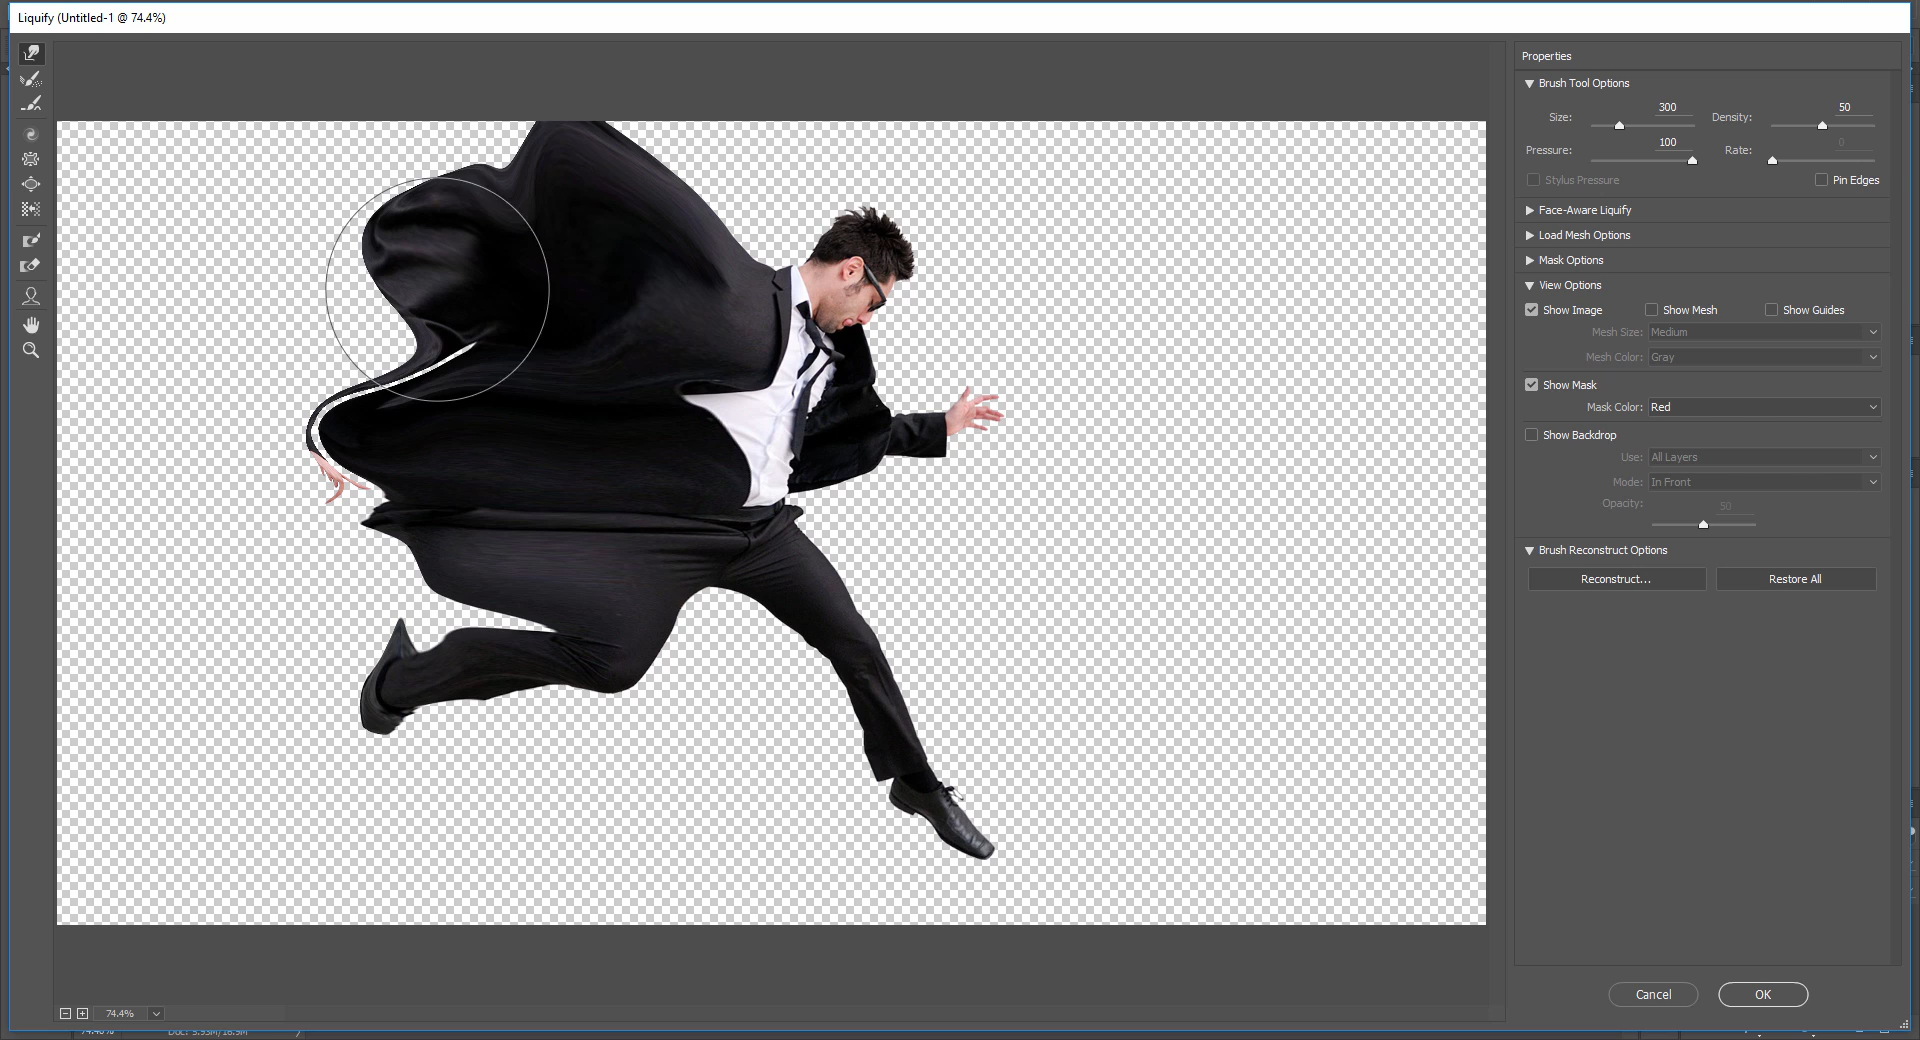 Liquify (Untitled-1 @ 74.4%)
Properties
Brush Tool Options
Size: 300 Density: 50
Pressure: 100 Rate: 0
Stylus Pressure Pin Edges
Face-Aware Liquify
Load Mesh Options
Mask Options
View Options
Show Image Show Mesh Show Guides
Mesh Size: Medium
Mesh Color: Gray
Show Mask
Mask Color: Red
Show Backdrop
Use: All Layers
Mode: In Front
Opacity: 50
Brush Reconstruct Options
Reconstruct... Restore All
Cancel OK
74.4%